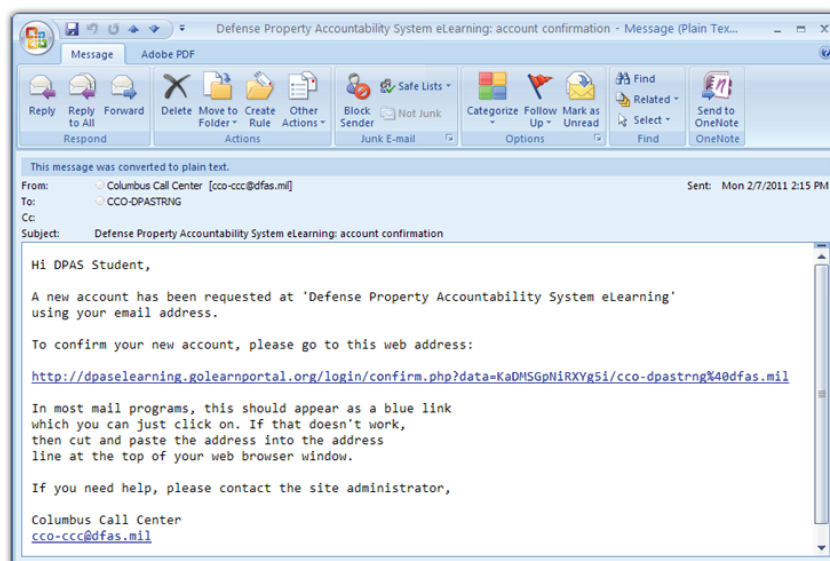 Defense Property Accountability System eLearning: account confirmation - Message (Plain Tex...
Message Adobe PDF
Reply Reply to All Forward
Respond
Delete Move to Folder Create Rule Other Actions
Actions
Block Sender Safe Lists Not Junk
Junk E-mail
Categorize Follow Up Mark as Unread
Options
Find Related Select
Find
Send to OneNote
OneNote
This message was converted to plain text.
From: Columbus Call Center [cco-ccc@dfas.mil] Sent: Mon 2/7/2011 2:15 PM
To: CCO-DPASTRNG
Cc:
Subject: Defense Property Accountability System eLearning: account confirmation
Hi DPAS Student,
A new account has been requested at 'Defense Property Accountability System eLearning'
using your email address.
To confirm your new account, please go to this web address:
http://dpaselearning.golearnportal.org/login/confirm.php?data=KaDMSGpNiRXYg5i/cco-dpastrng%40dfas.mil
In most mail programs, this should appear as a blue link
which you can just click on. If that doesn't work,
then cut and paste the address into the address
line at the top of your web browser window.
If you need help, please contact the site administrator,
Columbus Call Center
cco-ccc@dfas.mil